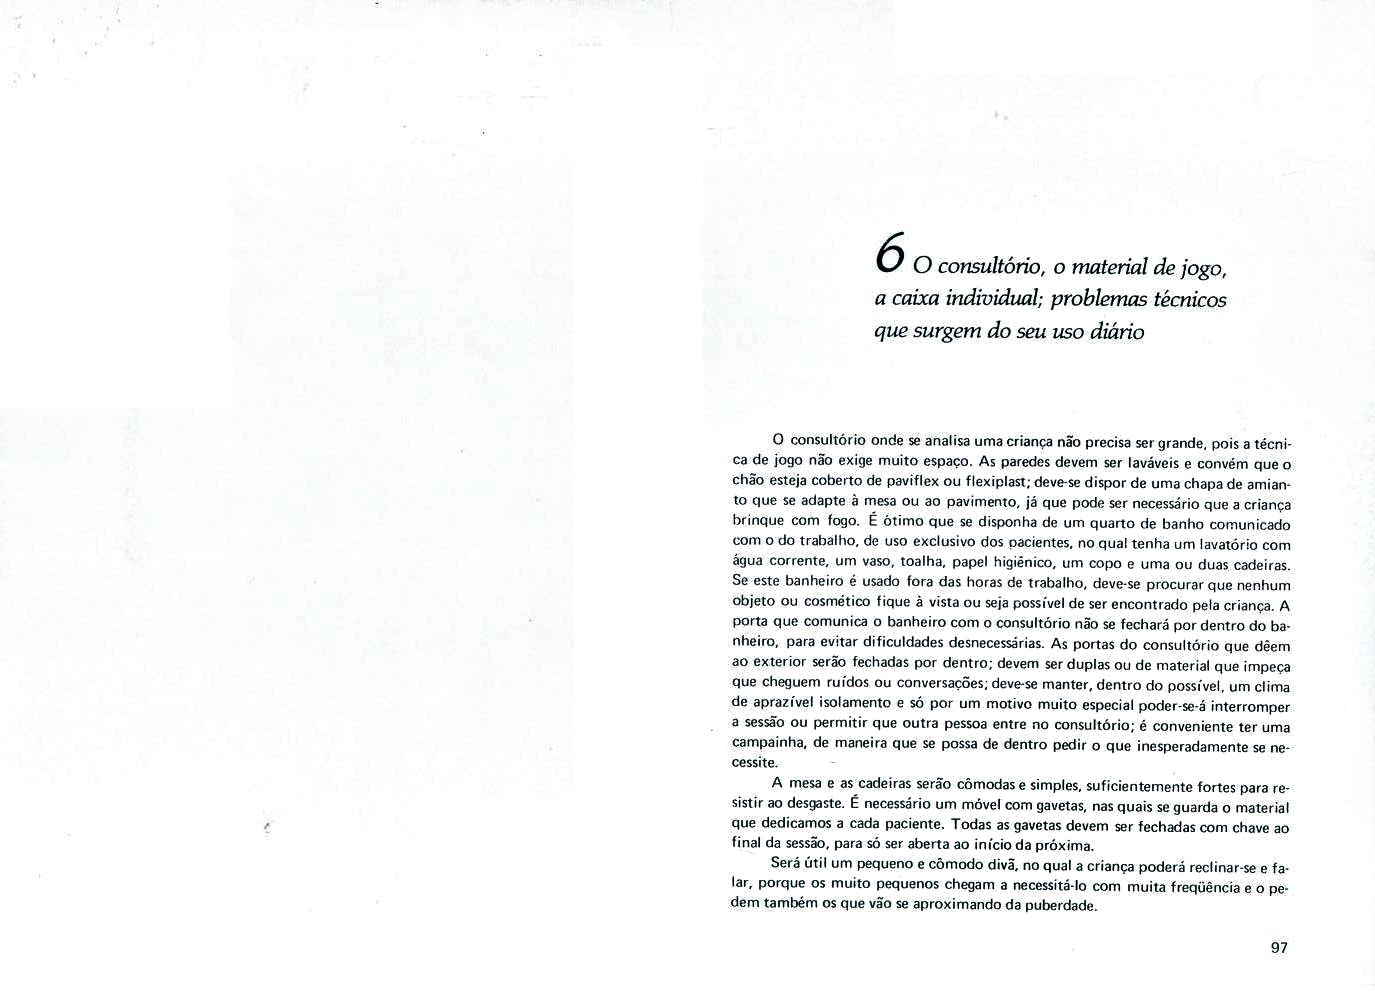 6 O consultório, o material de jogo,
a caixa individual; problemas técnicos
que surgem do seu uso diário
O consultório onde se analisa uma criança não precisa ser grande, pois a técni-
ca de jogo não exige muito espaço. As paredes devem ser laváveis e convém que o
chão esteja coberto de paviflex ou flexiplast; deve-se dispor de uma chapa de amian-
to que se adapte à mesa ou ao pavimento, já que pode ser necessário que a criança
brinque com fogo. É ótimo que se disponha de um quarto de banho comunicado
com o do trabalho, de uso exclusivo dos pacientes, no qual tenha um lavatório com
água corrente, um vaso, toalha, papel higiênico, um copo e uma ou duas cadeiras.
Se este banheiro é usado fora das horas de trabalho, deve-se procurar que nenhum
objeto ou cosmético fique à vista ou seja possível de ser encontrado pela criança. A
porta que comunica o banheiro com o consultório não se fechará por dentro do ba-
nheiro, para evitar dificuldades desnecessárias. As portas do consultório que dêem
ao exterior serão fechadas por dentro; devem ser duplas ou de material que impeça
que cheguem ruídos ou conversações; deve-se manter, dentro do possível, um clima
de aprazível isolamento e só por um motivo muito especial poder-se-á interromper
a sessão ou permitir que outra pessoa entre no consultório; é conveniente ter uma
campainha, de maneira que se possa de dentro pedir o que inesperadamente se ne-
cessite.
A mesa e as cadeiras serão cômodas e simples, suficientemente fortes para re-
sistir ao desgaste. É necessário um móvel com gavetas, nas quais se guarda o material
que dedicamos a cada paciente. Todas as gavetas devem ser fechadas com chave ao
final da sessão, para só ser aberta ao início da próxima.
Será útil um pequeno e cômodo divã, no qual a criança poderá reclinar-se e fa-
lar, porque os muito pequenos chegam a necessitá-lo com muita freqüência e o pe-
dem também os que vão se aproximando da puberdade.
97